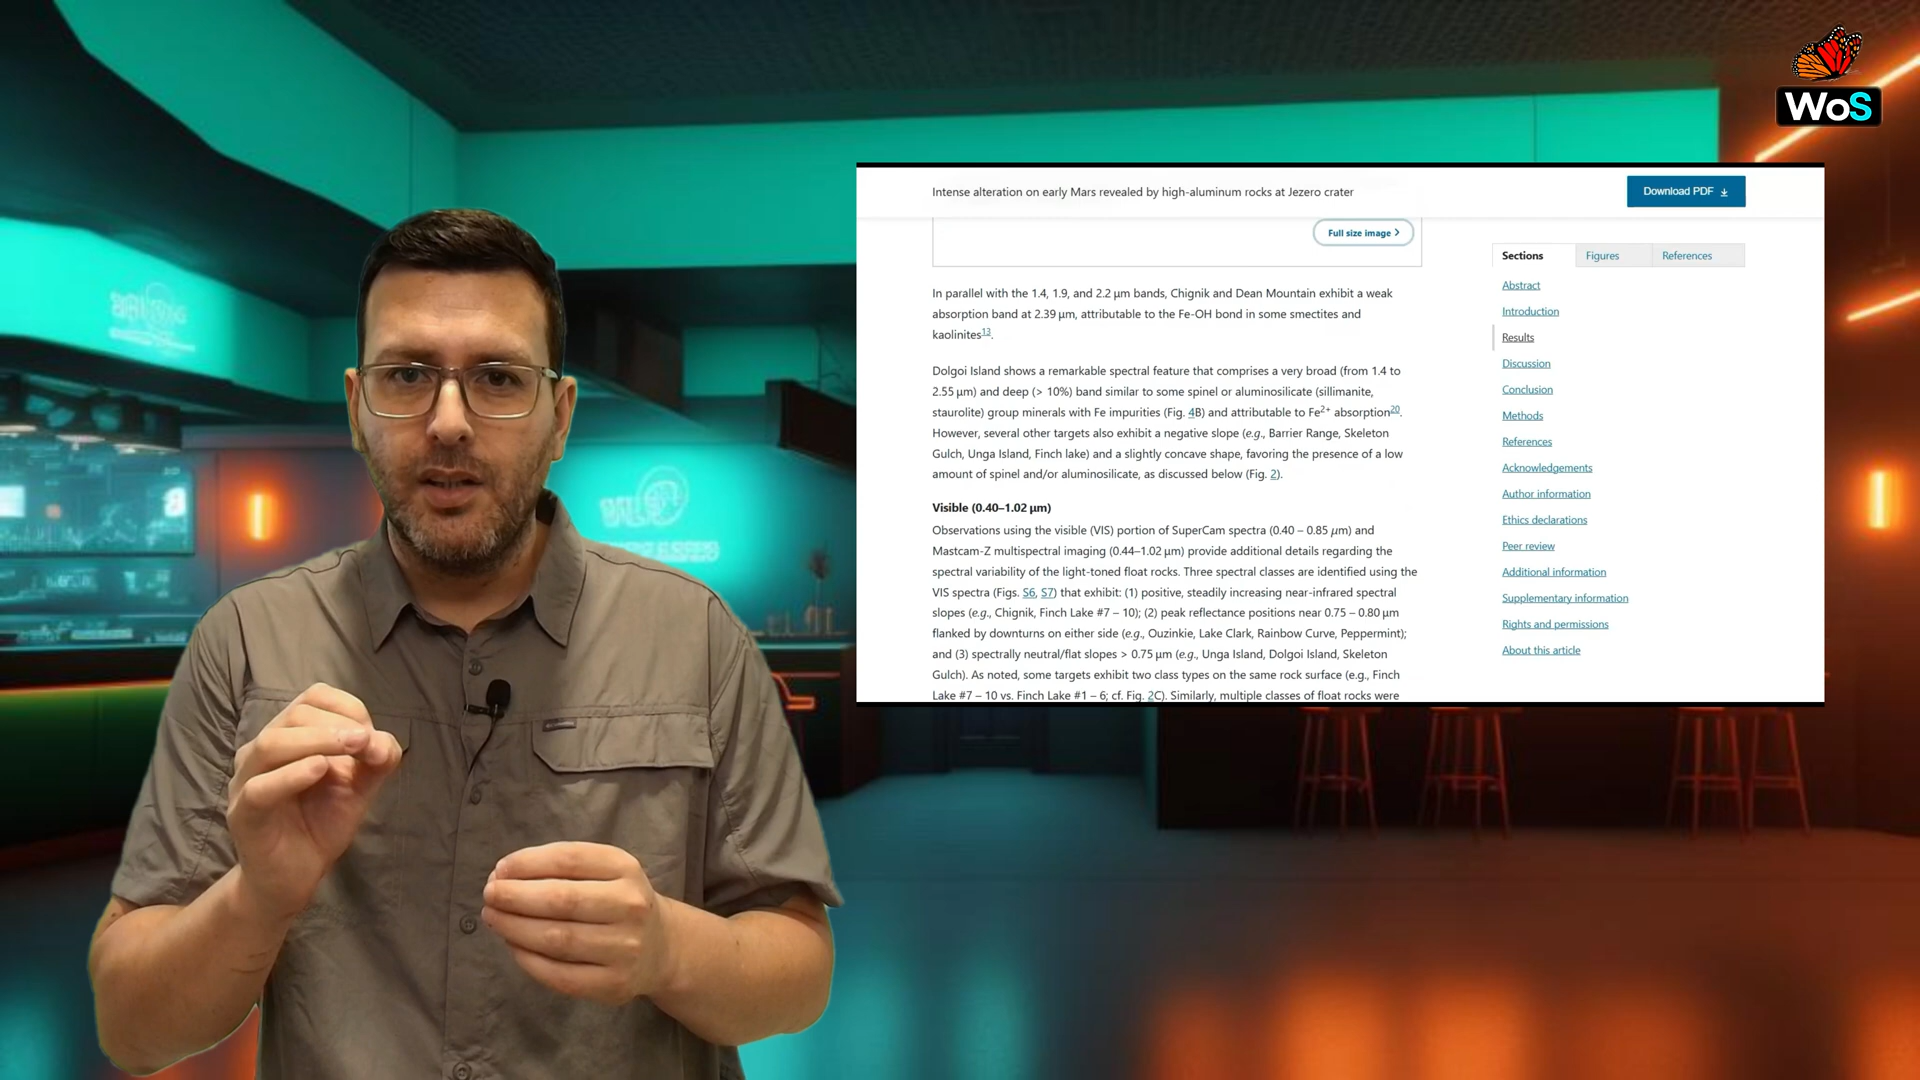 WoS
Intense alteration on early Mars revealed by high-aluminum rocks at Jezero crater
Download PDF
Full size image
In parallel with the 1.4, 1.9, and 2.2 µm bands, Chignik and Dean Mountain exhibit a weak
absorption band at 2.39 µm, attributable to the Fe-OH bond in some smectites and
kaolinites13.
Dolgoi Island shows a remarkable spectral feature that comprises a very broad (from 1.4 to
2.55 µm) and deep (> 10%) band similar to some spinel or aluminosilicate (sillimanite,
staurolite) group minerals with Fe impurities (Fig. 4B) and attributable to Fe2+ absorption20.
However, several other targets also exhibit a negative slope (e.g., Barrier Range, Skeleton
Gulch, Unga Island, Finch lake) and a slightly concave shape, favoring the presence of a low
amount of spinel and/or aluminosilicate, as discussed below (Fig. 2).
Visible (0.40–1.02 µm)
Observations using the visible (VIS) portion of SuperCam spectra (0.40 – 0.85 µm) and
Mastcam-Z multispectral imaging (0.44–1.02 µm) provide additional details regarding the
spectral variability of the light-toned float rocks. Three spectral classes are identified using the
VIS spectra (Figs. S6, S7) that exhibit: (1) positive, steadily increasing near-infrared spectral
slopes (e.g., Chignik, Finch Lake #7 – 10); (2) peak reflectance positions near 0.75 – 0.80 µm
flanked by downturns on either side (e.g., Ouzinkie, Lake Clark, Rainbow Curve, Peppermint);
and (3) spectrally neutral/flat slopes > 0.75 µm (e.g., Unga Island, Dolgoi Island, Skeleton
Gulch). As noted, some targets exhibit two class types on the same rock surface (e.g., Finch
Lake #7 – 10 vs. Finch Lake #1 – 6; cf. Fig. 2C). Similarly, multiple classes of float rocks were
Sections
Figures
References
Abstract
Introduction
Results
Discussion
Conclusion
Methods
References
Acknowledgements
Author information
Ethics declarations
Peer review
Additional information
Supplementary information
Rights and permissions
About this article